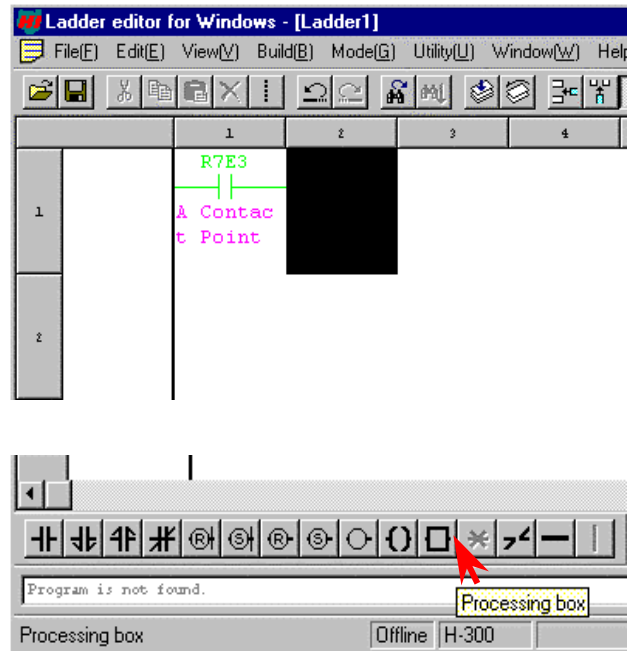 Ladder editor for Windows - [Ladder1]
File(F) Edit(E) View(V) Build(B) Mode(G) Utility(U) Window(W) Help
1 2 3 4
R7E3
1
A Contac
t Point
2
R S R S
Program is not found.
Processing box
Processing box Offline H-300